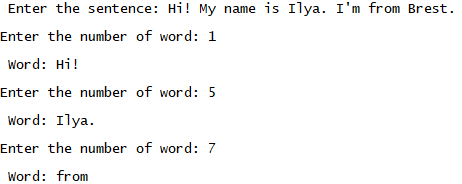 Enter the sentence: Hi! My name is Ilya. I'm from Brest.
Enter the number of word: 1
Word: Hi!
Enter the number of word: 5
Word: Ilya.
Enter the number of word: 7
Word: from